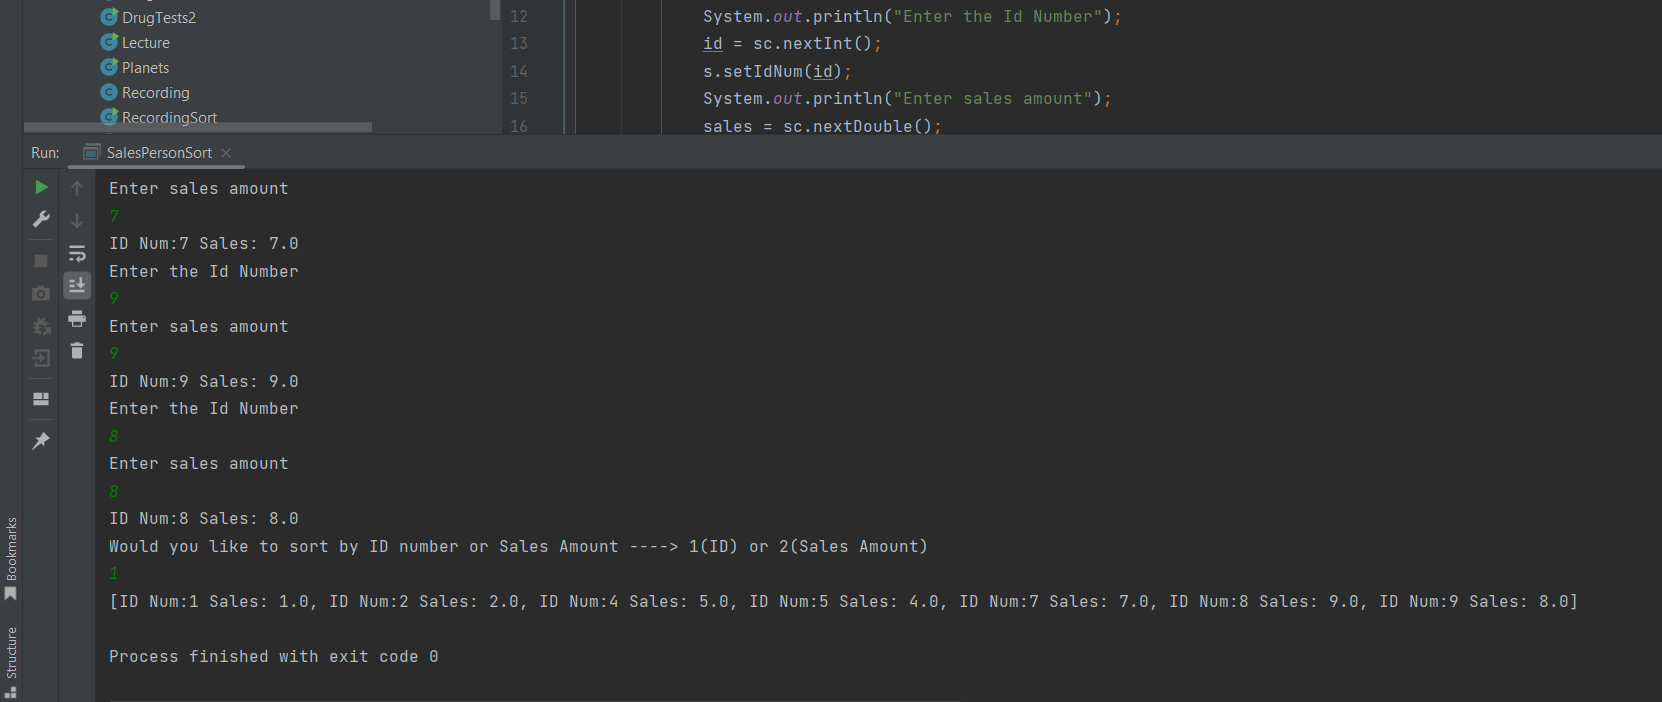 DrugTests2
Lecture
Planets
Recording
RecordingSort
12 System.out.println("Enter the Id Number");
13 id = sc.nextInt();
14 s.setIdNum(id);
15 System.out.println("Enter sales amount");
16 sales = sc.nextDouble();
Run: SalesPersonSort
Enter sales amount
7
ID Num:7 Sales: 7.0
Enter the Id Number
9
Enter sales amount
9
ID Num:9 Sales: 9.0
Enter the Id Number
8
Enter sales amount
8
ID Num:8 Sales: 8.0
Would you like to sort by ID number or Sales Amount ----> 1(ID) or 2(Sales Amount)
1
[ID Num:1 Sales: 1.0, ID Num:2 Sales: 2.0, ID Num:4 Sales: 5.0, ID Num:5 Sales: 4.0, ID Num:7 Sales: 7.0, ID Num:8 Sales: 9.0, ID Num:9 Sales: 8.0]
Process finished with exit code 0
Bookmarks
Structure